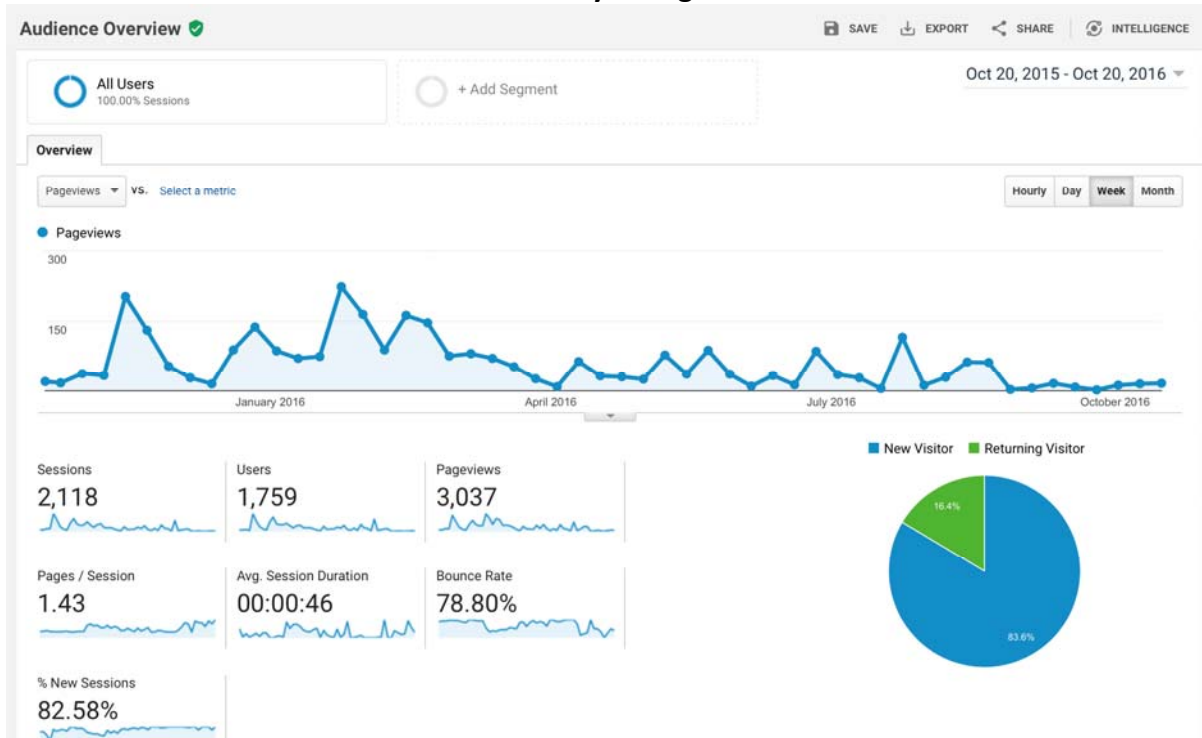 Audience Overview
SAVE EXPORT SHARE INTELLIGENCE
All Users
100.00% Sessions
+ Add Segment
Oct 20, 2015 - Oct 20, 2016
Overview
Pageviews VS. Select a metric
Hourly Day Week Month
Pageviews
300
150
January 2016 April 2016 July 2016 October 2016
New Visitor Returning Visitor
Sessions Users Pageviews
2,118 1,759 3,037
16.4%
Pages / Session Avg. Session Duration Bounce Rate
1.43 00:00:46 78.80%
83.6%
% New Sessions
82.58%